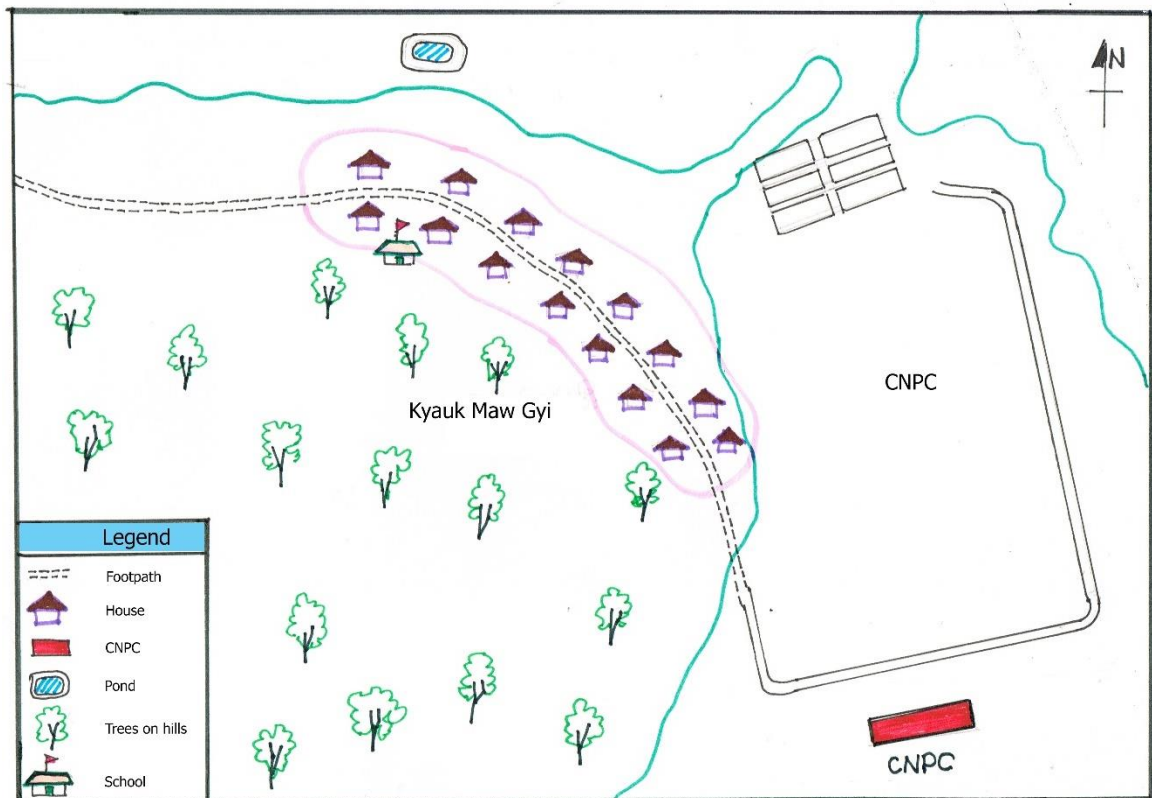 N
CNPC
Kyauk Maw Gyi
Legend
Footpath
House
CNPC
Pond
Trees on hills
School
CNPC